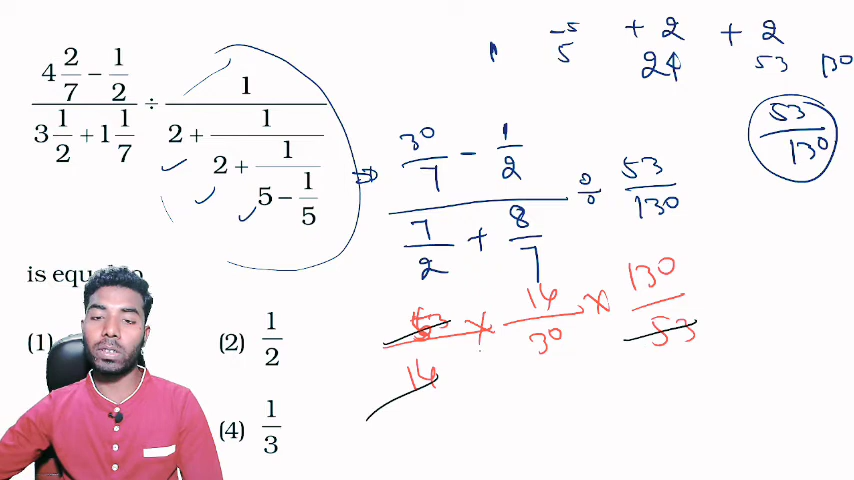 4 2/7 − 1/2
3 1/2 + 1 1/7
÷
1
2 + 1
2 + 1
5 − 1/5
is equal to
(1)
(2) 1/2
(4) 1/3
-5 + 2 + 2
5 24 53 130
53/130
⇒ 30/7 − 1/2 ÷ 53/130
7/2 + 8/7
53/14 × 14/30 × 130/53